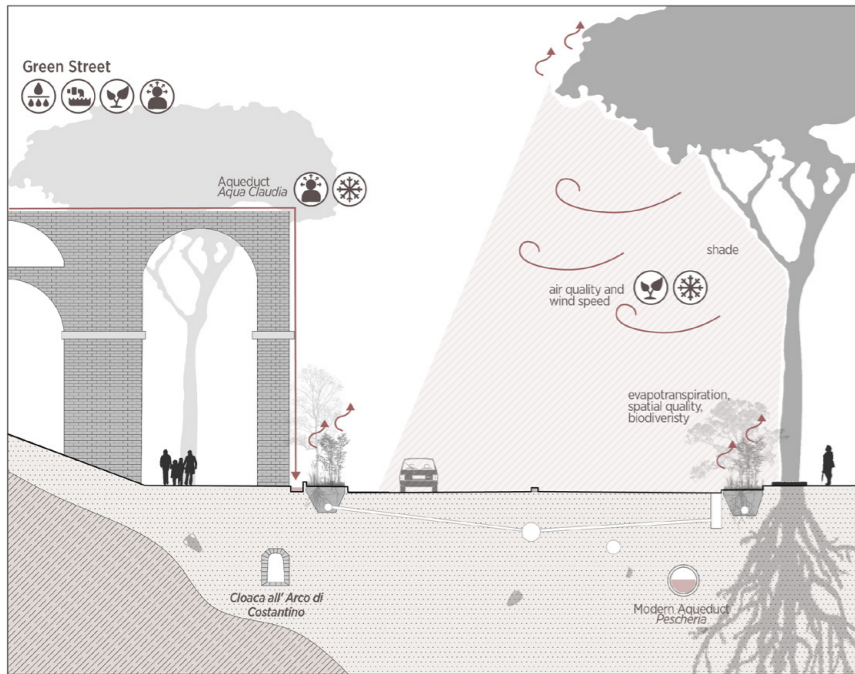 Green Street
Aqueduct
Aqua Claudia
shade
air quality and
wind speed
evapotranspiration,
spatial quality,
biodiveristy
Cloaca all' Arco di
Costantino
Modern Aqueduct
Pescheria